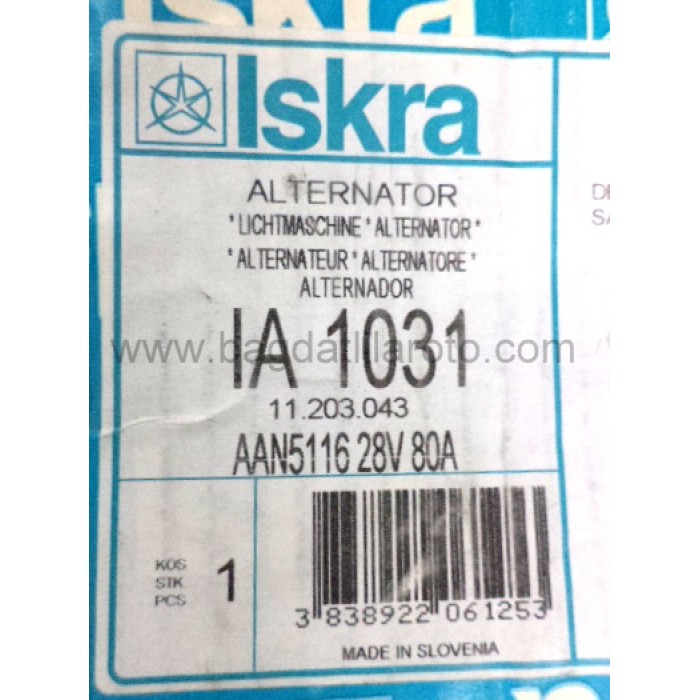 Iskra
Iskra
ALTERNATOR
*LICHTMASCHINE*ALTERNATOR*
*ALTERNATEUR*ALTERNATORE*
ALTERNADOR
IA 1031
www.bagdatlilaroto.com
11.203.043
AAN5116 28V 80A
KOS
STK
PCS
1
3 838922 061253
MADE IN SLOVENIA